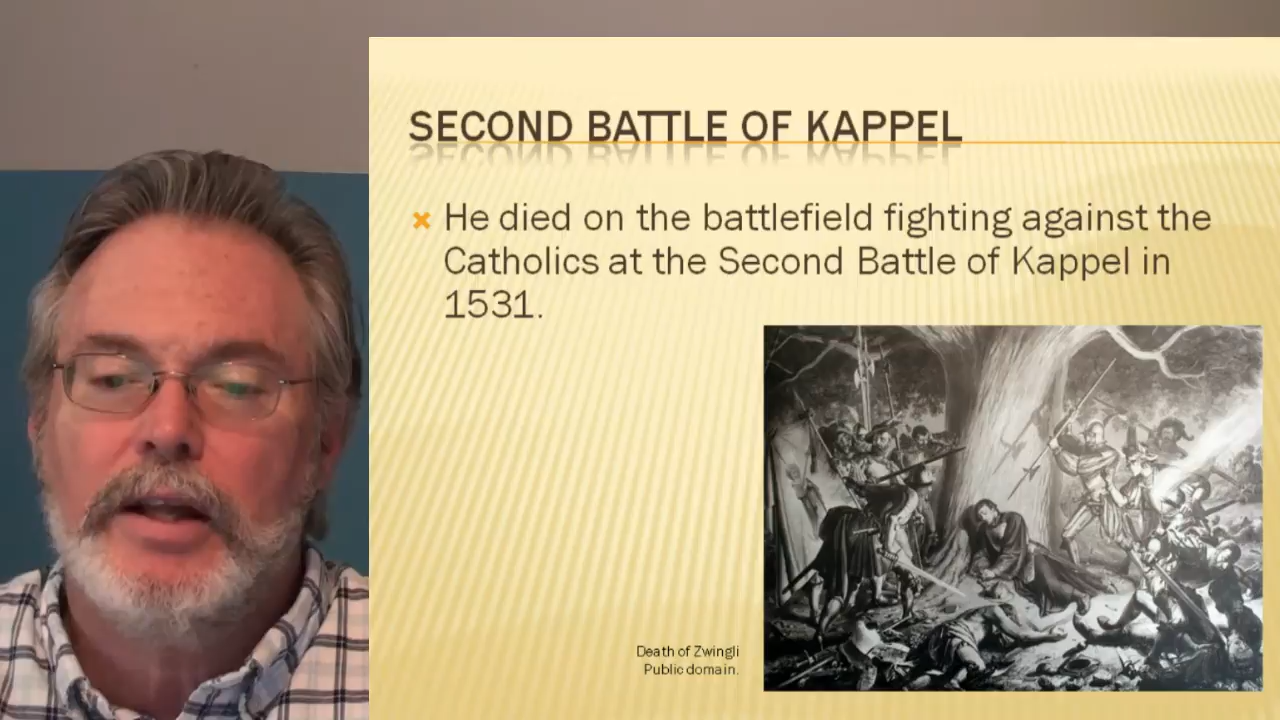 SECOND BATTLE OF KAPPEL
He died on the battlefield fighting against the
Catholics at the Second Battle of Kappel in
1531.
Death of Zwingli
Public domain.